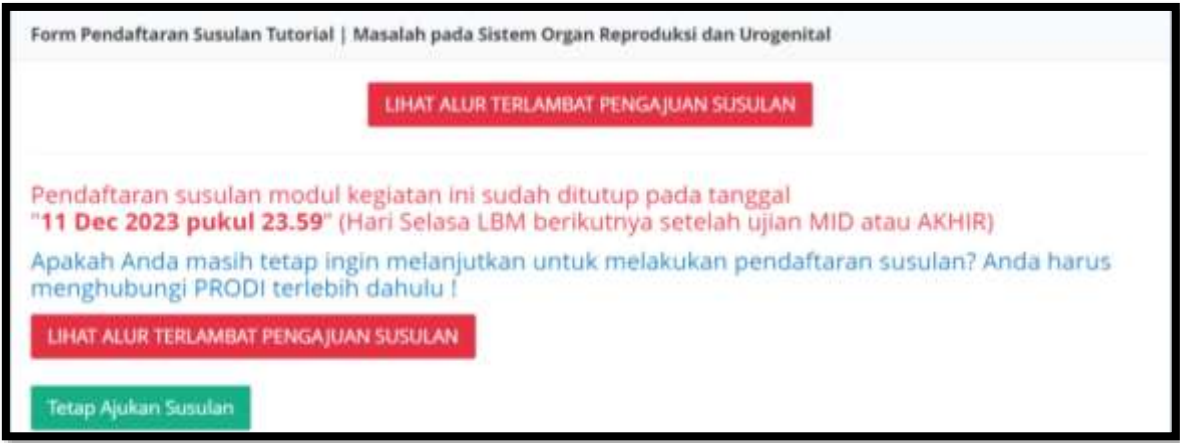 Form Pendaftaran Susulan Tutorial | Masalah pada Sistem Organ Reproduksi dan Urogenital
LIHAT ALUR TERLAMBAT PENGAJUAN SUSULAN
Pendaftaran susulan modul kegiatan ini sudah ditutup pada tanggal
"11 Dec 2023 pukul 23.59" (Hari Selasa LBM berikutnya setelah ujian MID atau AKHIR)
Apakah Anda masih tetap ingin melanjutkan untuk melakukan pendaftaran susulan? Anda harus
menghubungi PRODI terlebih dahulu !
LIHAT ALUR TERLAMBAT PENGAJUAN SUSULAN
Tetap Ajukan Susulan